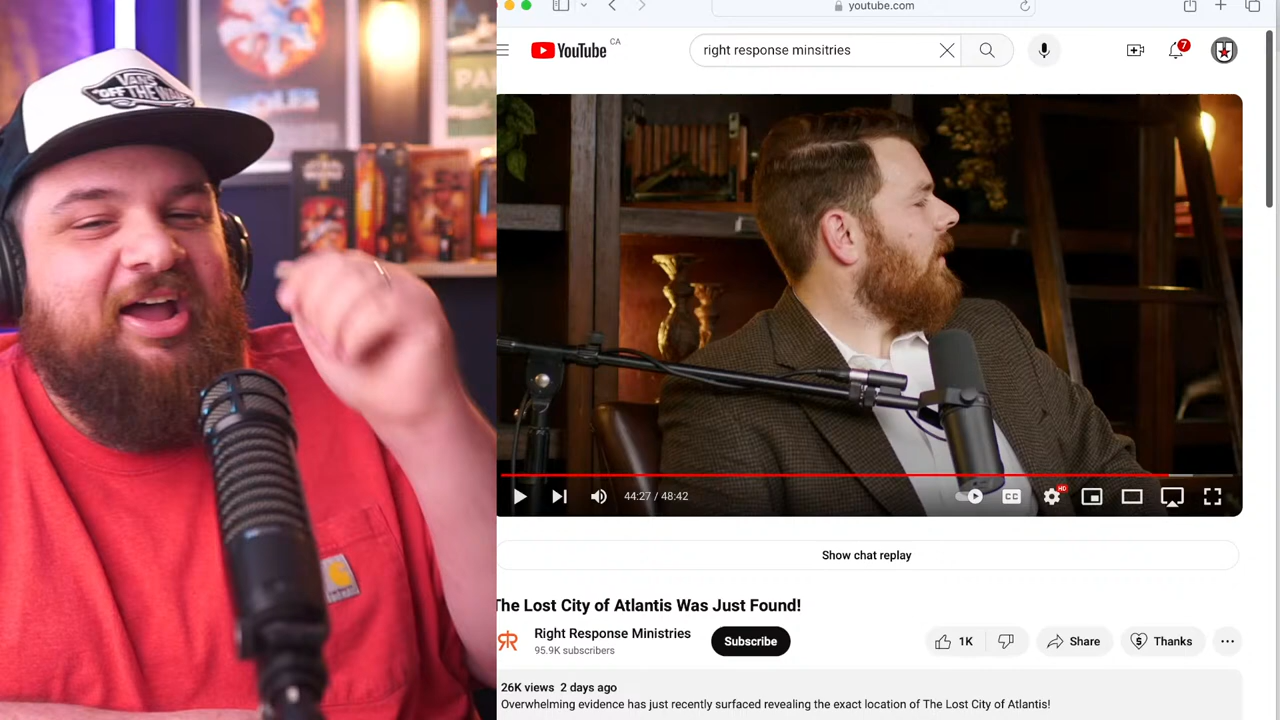 VANS
"OFF THE WALL"
youtube.com
YouTube CA
right response minsitries
7
44:27 / 48:42
CC
HD
Show chat replay
The Lost City of Atlantis Was Just Found!
Right Response Ministries
95.9K subscribers
Subscribe
1K
Share
Thanks
26K views 2 days ago
Overwhelming evidence has just recently surfaced revealing the exact location of The Lost City of Atlantis!